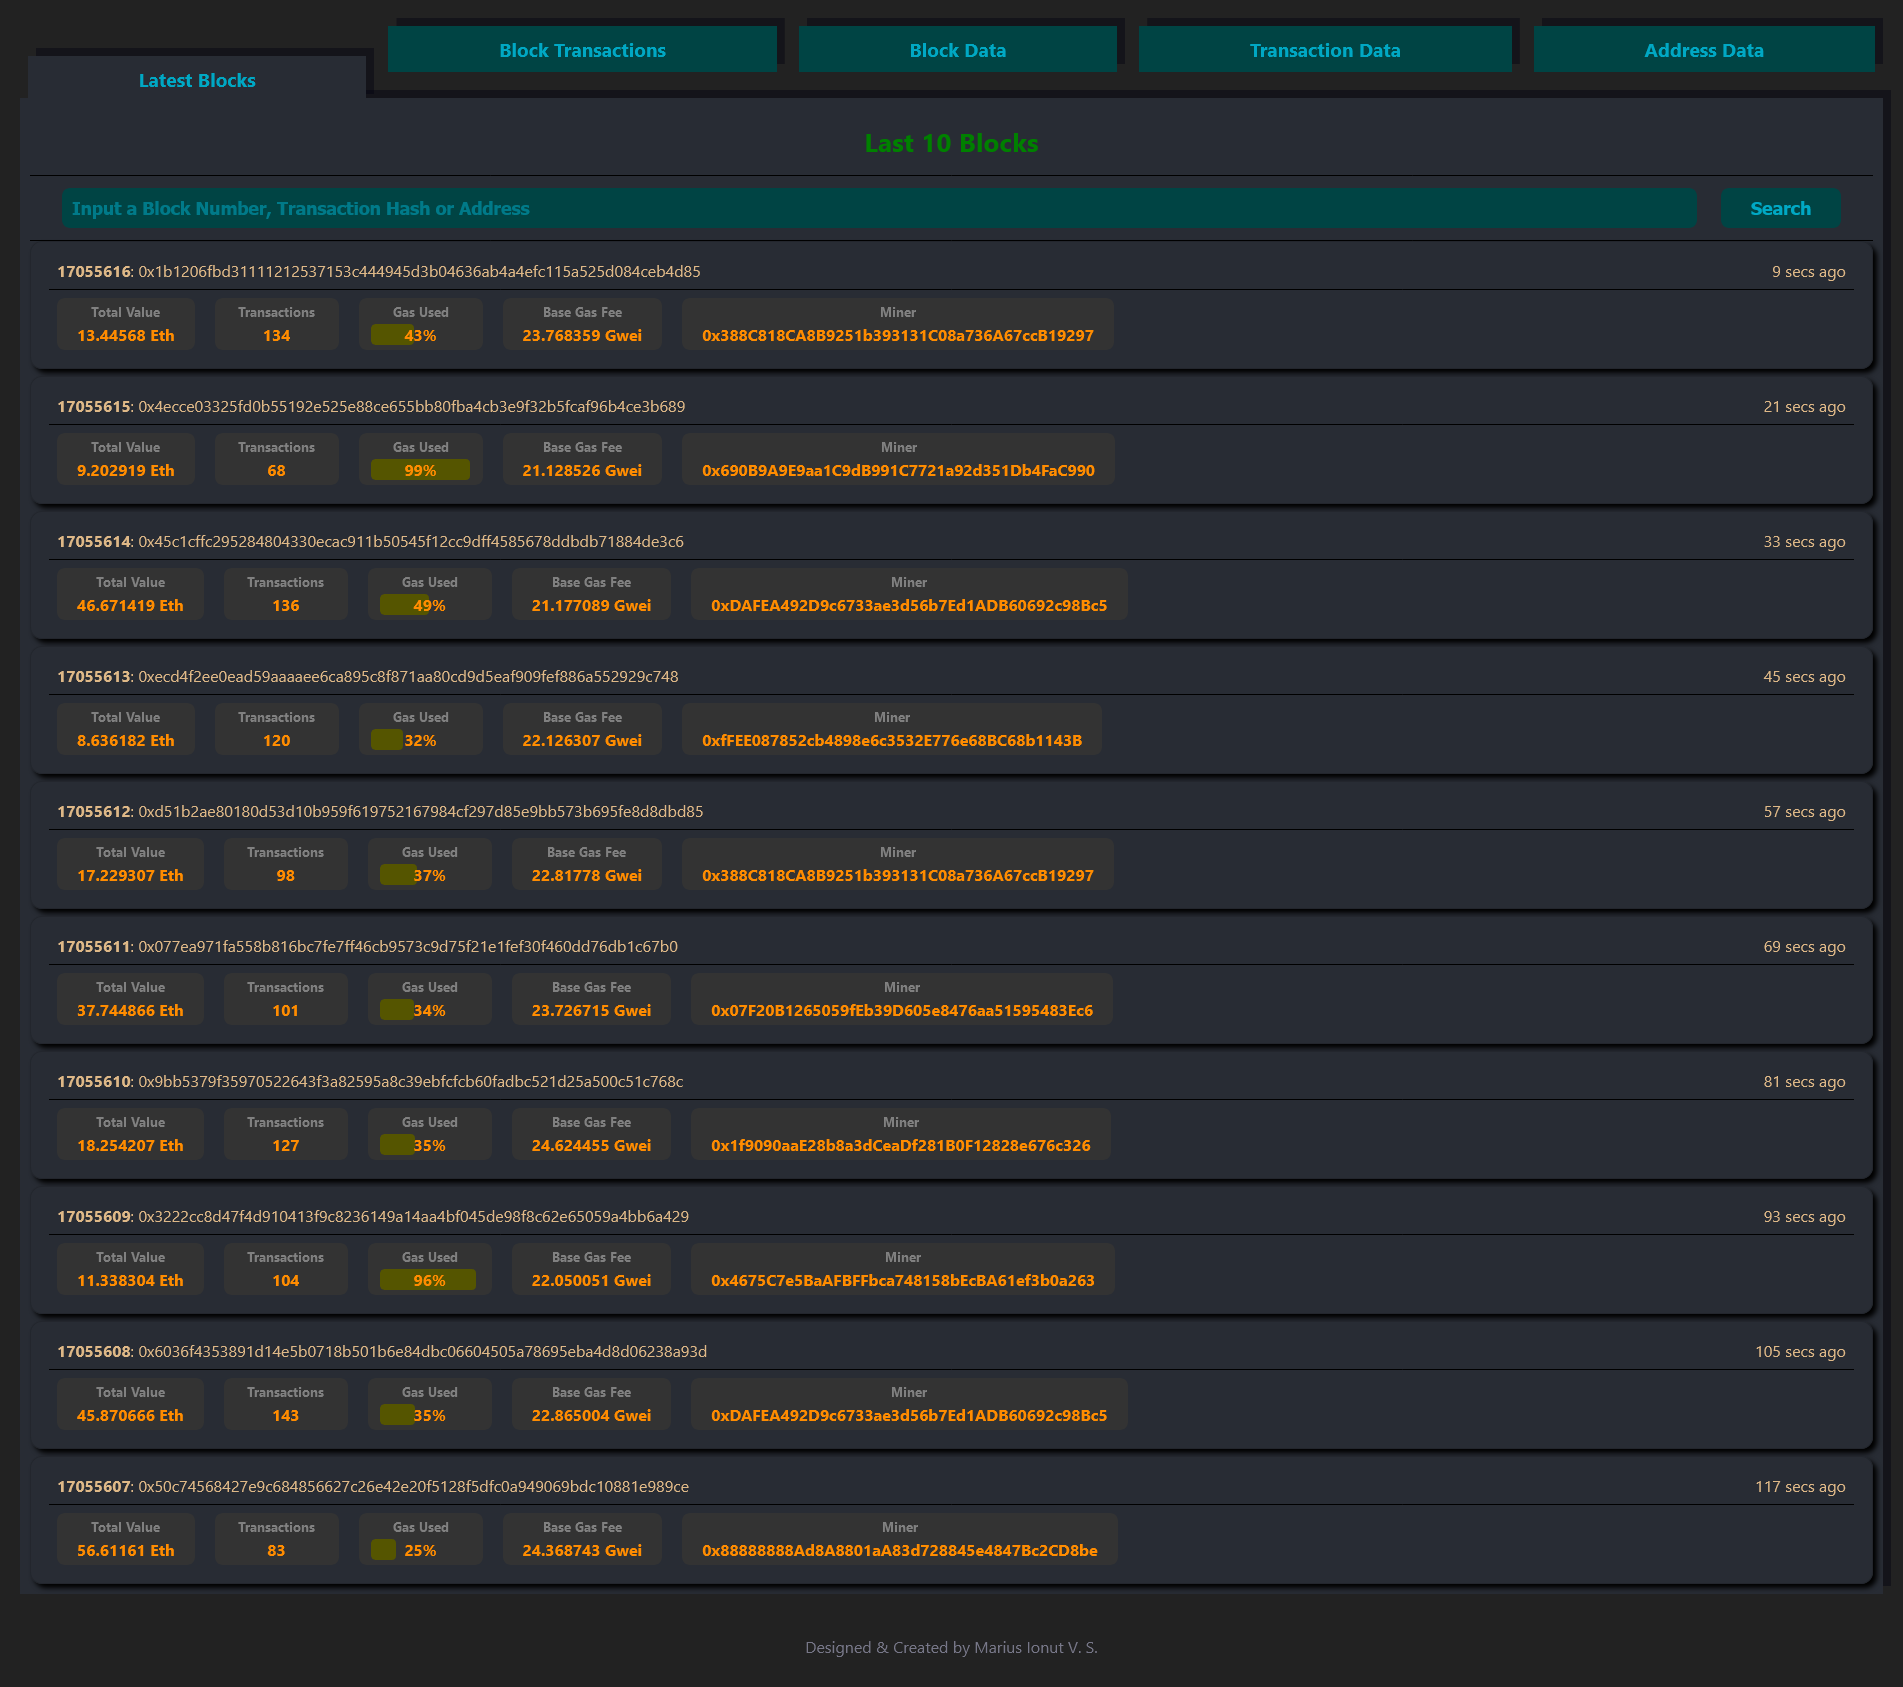 Latest Blocks
Block Transactions
Block Data
Transaction Data
Address Data
Last 10 Blocks
Input a Block Number, Transaction Hash or Address
Search
17055616: 0x1b1206fbd31111212537153c444945d3b04636ab4a4efc115a525d084ceb4d85 9 secs ago
Total Value Transactions Gas Used Base Gas Fee Miner
13.44568 Eth 134 43% 23.768359 Gwei 0x388C818CA8B9251b393131C08a736A67ccB19297
17055615: 0x4ecce03325fd0b55192e525e88ce655bb80fba4cb3e9f32b5fcaf96b4ce3b689 21 secs ago
Total Value Transactions Gas Used Base Gas Fee Miner
9.202919 Eth 68 99% 21.128526 Gwei 0x690B9A9E9aa1C9dB991C7721a92d351Db4FaC990
17055614: 0x45c1cffc295284804330ecac911b50545f12cc9dff4585678ddbdb71884de3c6 33 secs ago
Total Value Transactions Gas Used Base Gas Fee Miner
46.671419 Eth 136 49% 21.177089 Gwei 0xDAFEA492D9c6733ae3d56b7Ed1ADB60692c98Bc5
17055613: 0xecd4f2ee0ead59aaaaee6ca895c8f871aa80cd9d5eaf909fef886a552929c748 45 secs ago
Total Value Transactions Gas Used Base Gas Fee Miner
8.636182 Eth 120 32% 22.126307 Gwei 0xfFEE087852cb4898e6c3532E776e68BC68b1143B
17055612: 0xd51b2ae80180d53d10b959f619752167984cf297d85e9bb573b695fe8d8dbd85 57 secs ago
Total Value Transactions Gas Used Base Gas Fee Miner
17.229307 Eth 98 37% 22.81778 Gwei 0x388C818CA8B9251b393131C08a736A67ccB19297
17055611: 0x077ea971fa558b816bc7fe7ff46cb9573c9d75f21e1fef30f460dd76db1c67b0 69 secs ago
Total Value Transactions Gas Used Base Gas Fee Miner
37.744866 Eth 101 34% 23.726715 Gwei 0x07F20B1265059fEb39D605e8476aa51595483Ec6
17055610: 0x9bb5379f35970522643f3a82595a8c39ebfcfcb60fadbc521d25a500c51c768c 81 secs ago
Total Value Transactions Gas Used Base Gas Fee Miner
18.254207 Eth 127 35% 24.624455 Gwei 0x1f9090aaE28b8a3dCeaDf281B0F12828e676c326
17055609: 0x3222cc8d47f4d910413f9c8236149a14aa4bf045de98f8c62e65059a4bb6a429 93 secs ago
Total Value Transactions Gas Used Base Gas Fee Miner
11.338304 Eth 104 96% 22.050051 Gwei 0x4675C7e5BaAFBFFbca748158bEcBA61ef3b0a263
17055608: 0x6036f4353891d14e5b0718b501b6e84dbc06604505a78695eba4d8d06238a93d 105 secs ago
Total Value Transactions Gas Used Base Gas Fee Miner
45.870666 Eth 143 35% 22.865004 Gwei 0xDAFEA492D9c6733ae3d56b7Ed1ADB60692c98Bc5
17055607: 0x50c74568427e9c684856627c26e42e20f5128f5dfc0a949069bdc10881e989ce 117 secs ago
Total Value Transactions Gas Used Base Gas Fee Miner
56.61161 Eth 83 25% 24.368743 Gwei 0x88888888Ad8A8801aA83d728845e4847Bc2CD8be
Designed & Created by Marius Ionut V. S.